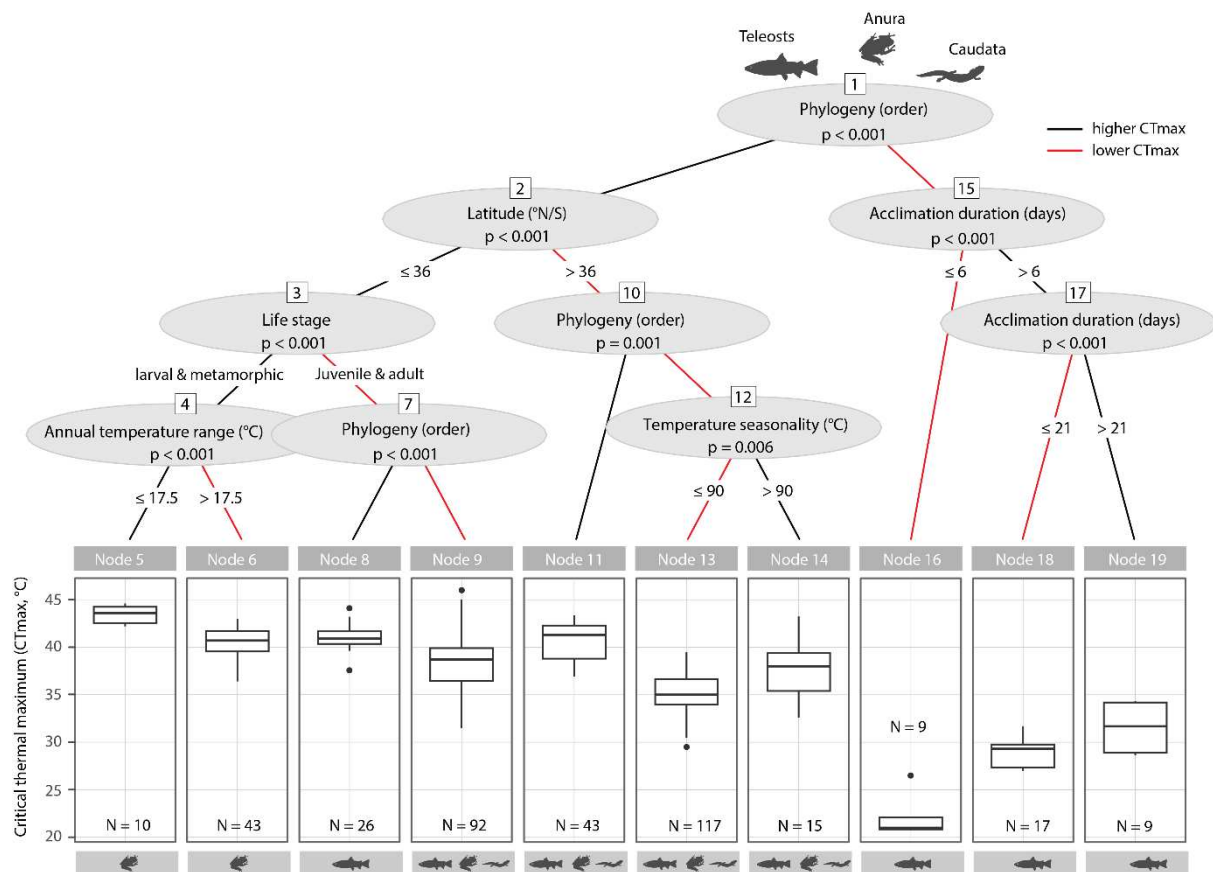 Anura
Teleosts
Caudata
1
Phylogeny (order)
p < 0.001
higher CTmax
lower CTmax
2
Latitude (°N/S)
p < 0.001
15
Acclimation duration (days)
p < 0.001
≤ 36
> 36
≤ 6
> 6
3
Life stage
p < 0.001
10
Phylogeny (order)
p = 0.001
17
Acclimation duration (days)
p < 0.001
larval & metamorphic
Juvenile & adult
4
Annual temperature range (°C)
p < 0.001
7
Phylogeny (order)
p < 0.001
12
Temperature seasonality (°C)
p = 0.006
≤ 21
> 21
≤ 17.5
> 17.5
≤ 90
> 90
Node 5
Node 6
Node 8
Node 9
Node 11
Node 13
Node 14
Node 16
Node 18
Node 19
Critical thermal maximum (CTmax, °C)
45
40
35
30
25
20
N = 9
N = 10
N = 43
N = 26
N = 92
N = 43
N = 117
N = 15
N = 17
N = 9